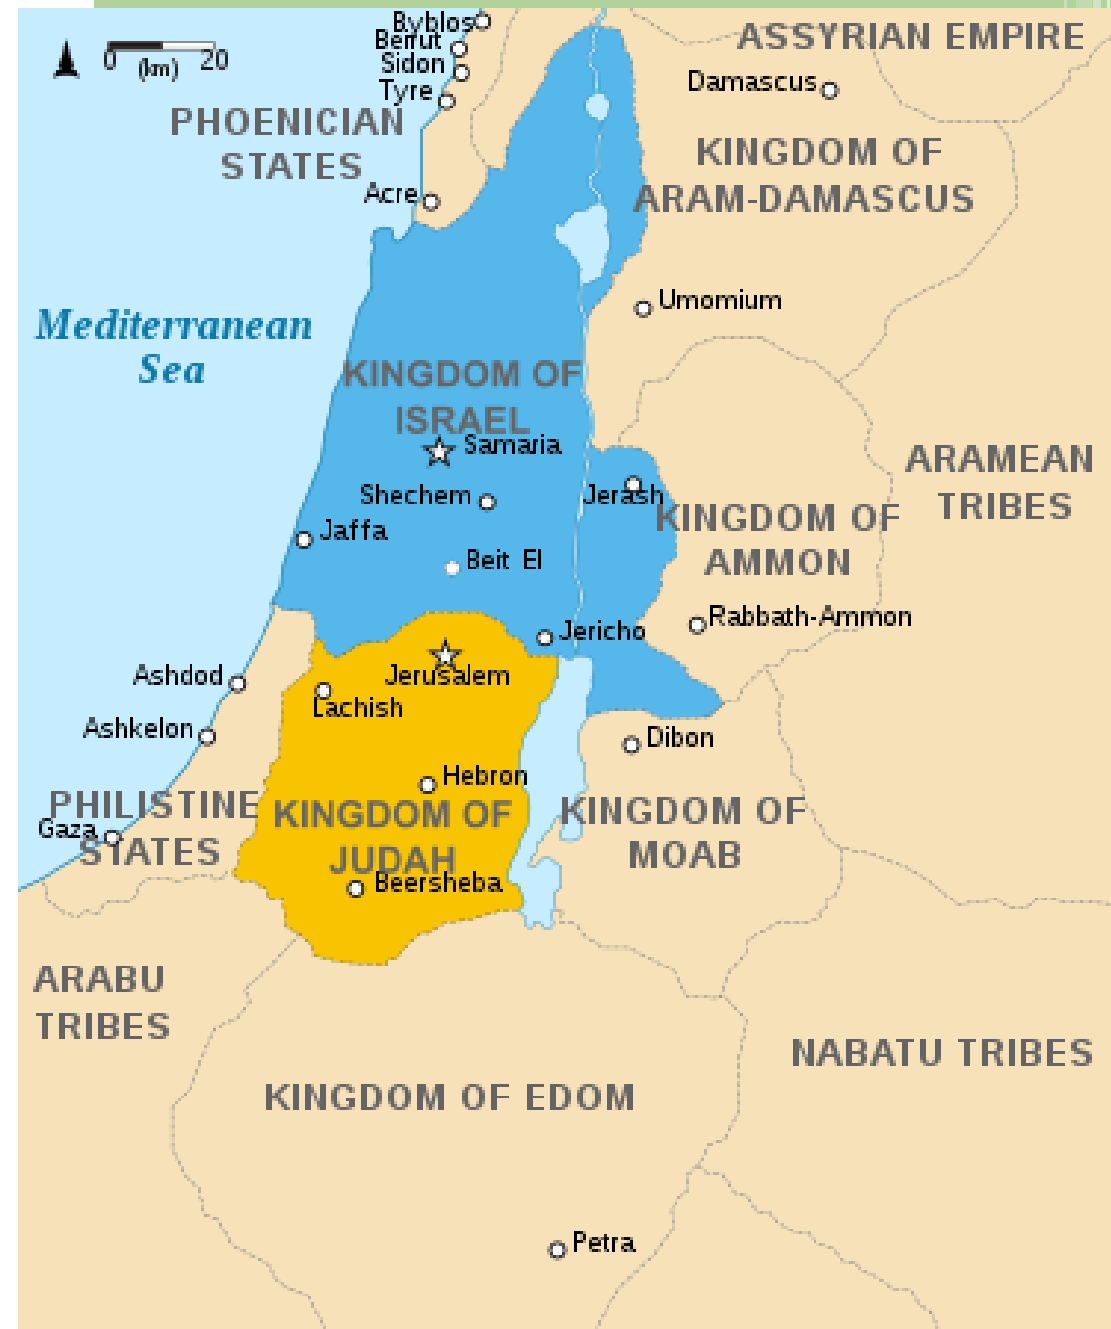 Byblos
Beirut
Sidon
Tyre
0 20
(km)
ASSYRIAN EMPIRE
Damascus
PHOENICIAN
STATES
KINGDOM OF
ARAM-DAMASCUS
Acre
Umomium
Mediterranean
Sea
KINGDOM OF
ISRAEL
Samaria
Shechem
Jerash
ARAMEAN
TRIBES
KINGDOM OF
AMMON
Jaffa
Beit El
Rabbath-Ammon
Jericho
Jerusalem
Ashdod
Lachish
Ashkelon
Dibon
Hebron
PHILISTINE
STATES
Gaza
KINGDOM OF
JUDAH
KINGDOM OF
MOAB
Beersheba
ARABU
TRIBES
NABATU TRIBES
KINGDOM OF EDOM
Petra